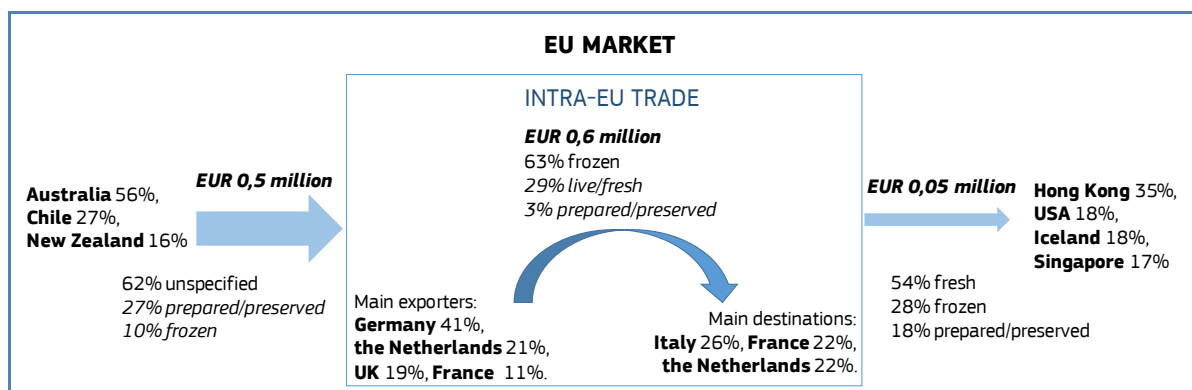 EU MARKET
INTRA-EU TRADE
EUR 0,6 million
63% frozen
29% live/fresh
3% prepared/preserved
Australia 56%,
Chile 27%,
New Zealand 16%
EUR 0,5 million
62% unspecified
27% prepared/preserved
10% frozen
Main exporters:
Germany 41%,
the Netherlands 21%,
UK 19%, France 11%.
Main destinations:
Italy 26%, France 22%,
the Netherlands 22%.
EUR 0,05 million
54% fresh
28% frozen
18% prepared/preserved
Hong Kong 35%,
USA 18%,
Iceland 18%,
Singapore 17%